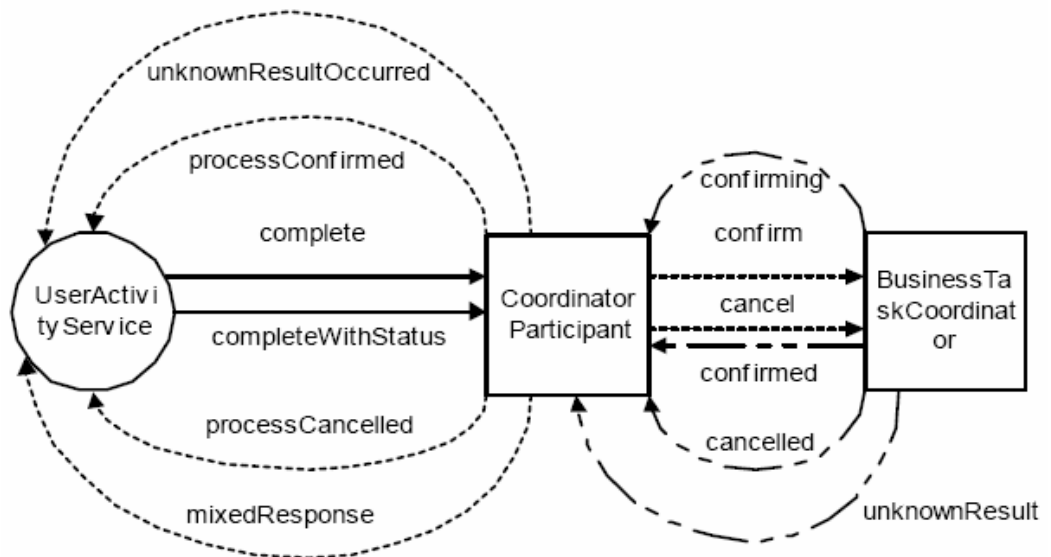 unknownResultOccurred
processConfirmed
complete
UserActivi
tyService
completeWithStatus
processCancelled
mixedResponse
Coordinator
Participant
confirming
confirm
cancel
confirmed
cancelled
BusinessTa
skCoordinat
or
unknownResult